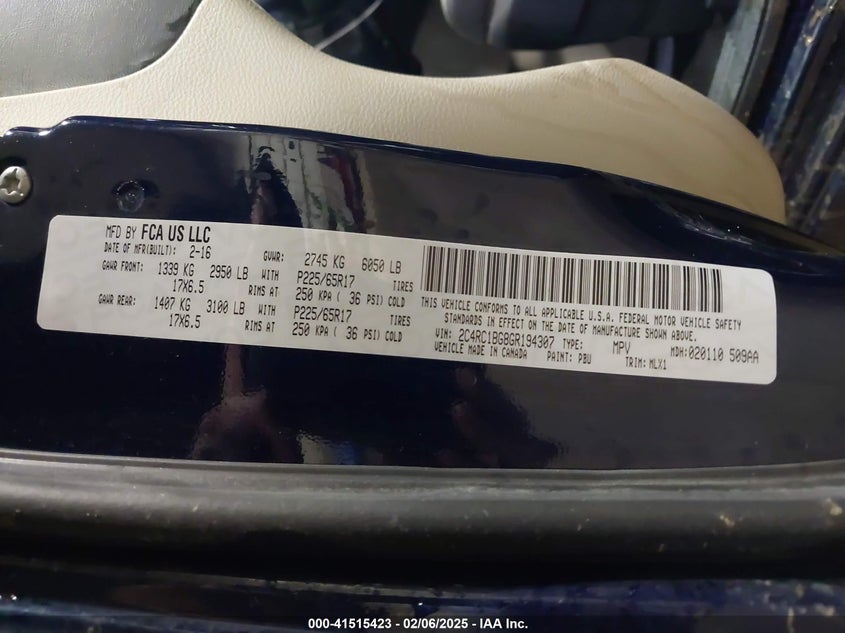 MFD BY FCA US LLC
DATE OF MFR(BUILT): 2-16 GVWR: 2745 KG 6050 LB
GAWR FRONT: 1339 KG 2950 LB WITH P225/65R17 TIRES
17X6.5 RIMS AT 250 KPA ( 36 PSI) COLD
GAWR REAR: 1407 KG 3100 LB WITH P225/65R17 TIRES
17X6.5 RIMS AT 250 KPA ( 36 PSI) COLD
THIS VEHICLE CONFORMS TO ALL APPLICABLE U.S.A. FEDERAL MOTOR VEHICLE SAFETY
STANDARDS IN EFFECT ON THE DATE OF MANUFACTURE SHOWN ABOVE.
VIN: 2C4RC1BG8GR194307 TYPE: MPV MDH:020110 509AA
VEHICLE MADE IN CANADA PAINT: PBU TRIM: MLX1
000-41515423 - 02/06/2025 - IAA Inc.